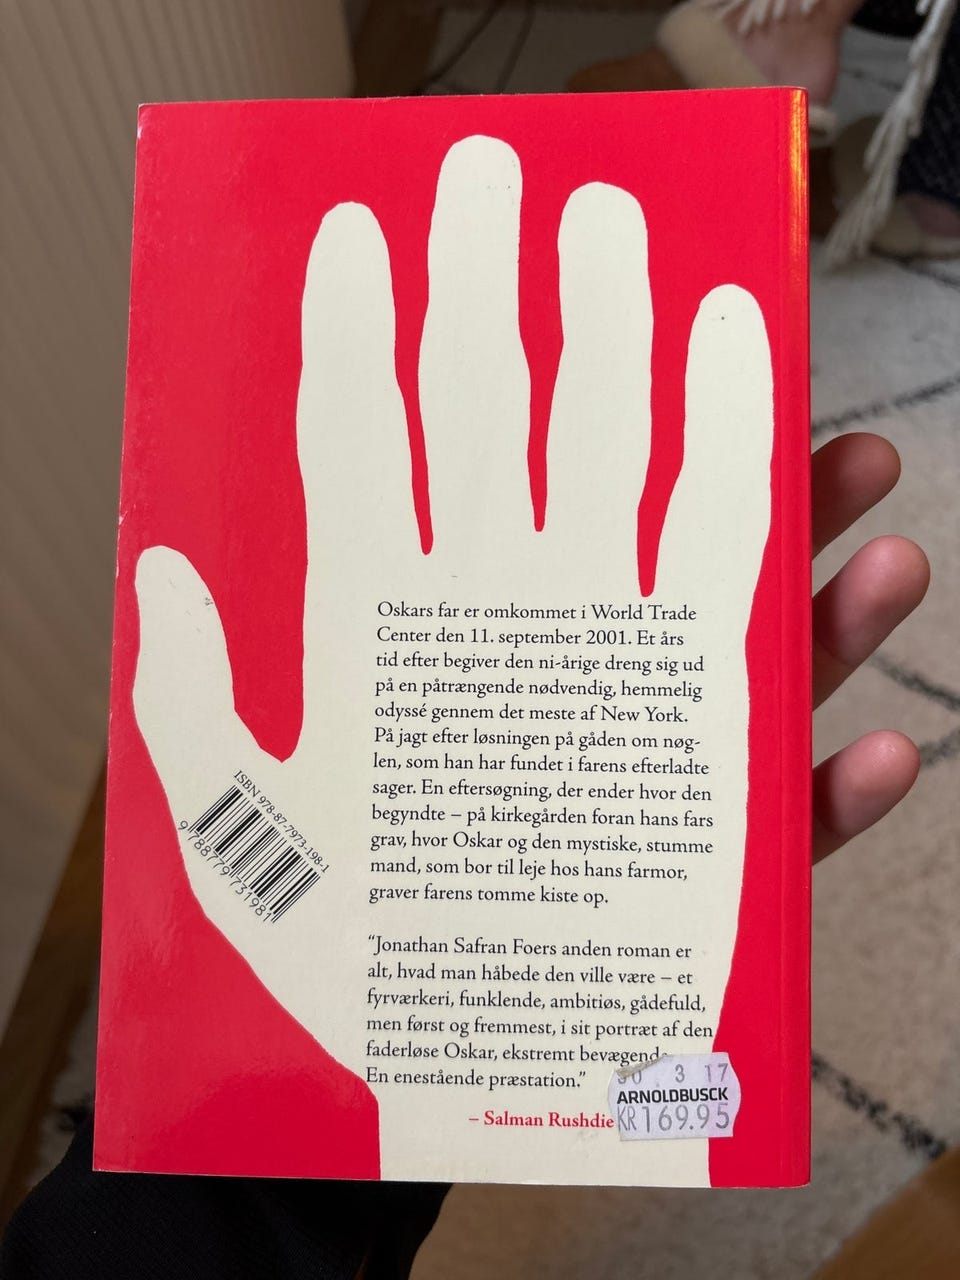 Oskars far er omkommet i World Trade
Center den 11. september 2001. Et års
tid efter begiver den ni-årige dreng sig ud
på en påtrængende nødvendig, hemmelig
odyssé gennem det meste af New York.
På jagt efter løsningen på gåden om nøg-
len, som han har fundet i farens efterladte
sager. En eftersøgning, der ender hvor den
begyndte – på kirkegården foran hans fars
grav, hvor Oskar og den mystiske, stumme
mand, som bor til leje hos hans farmor,
graver farens tomme kiste op.
ISBN 978-87-7973-198-1
9 788779 731981
“Jonathan Safran Foers anden roman er
alt, hvad man håbede den ville være – et
fyrværkeri, funklende, ambitiøs, gådefuld,
men først og fremmest, i sit portræt af den
faderløse Oskar, ekstremt bevægende
En enestående præstation.”
– Salman Rushdie
3 17
ARNOLDBUSCK
KR169.95